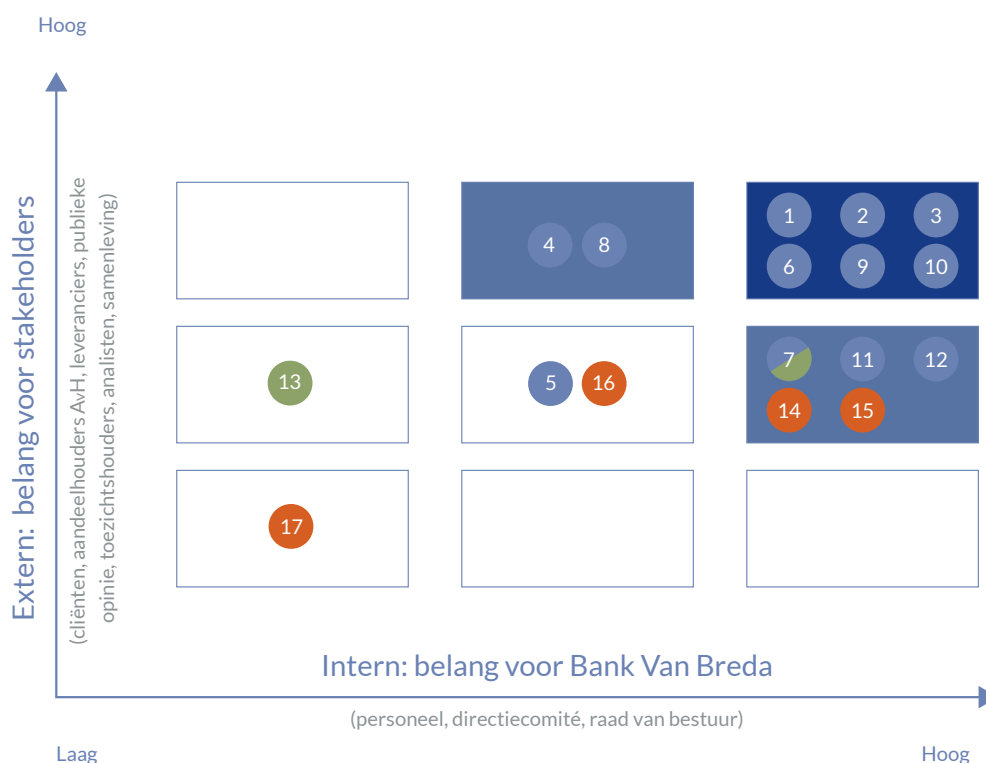 Hoog
Extern: belang voor stakeholders
(cliënten, aandeelhouders AvH, leveranciers, publieke
opinie, toezichtshouders, analisten, samenleving)
4 8
1 2 3
6 9 10
13
5 16
7 11 12
14 15
17
Intern: belang voor Bank Van Breda
(personeel, directiecomité, raad van bestuur)
Laag
Hoog